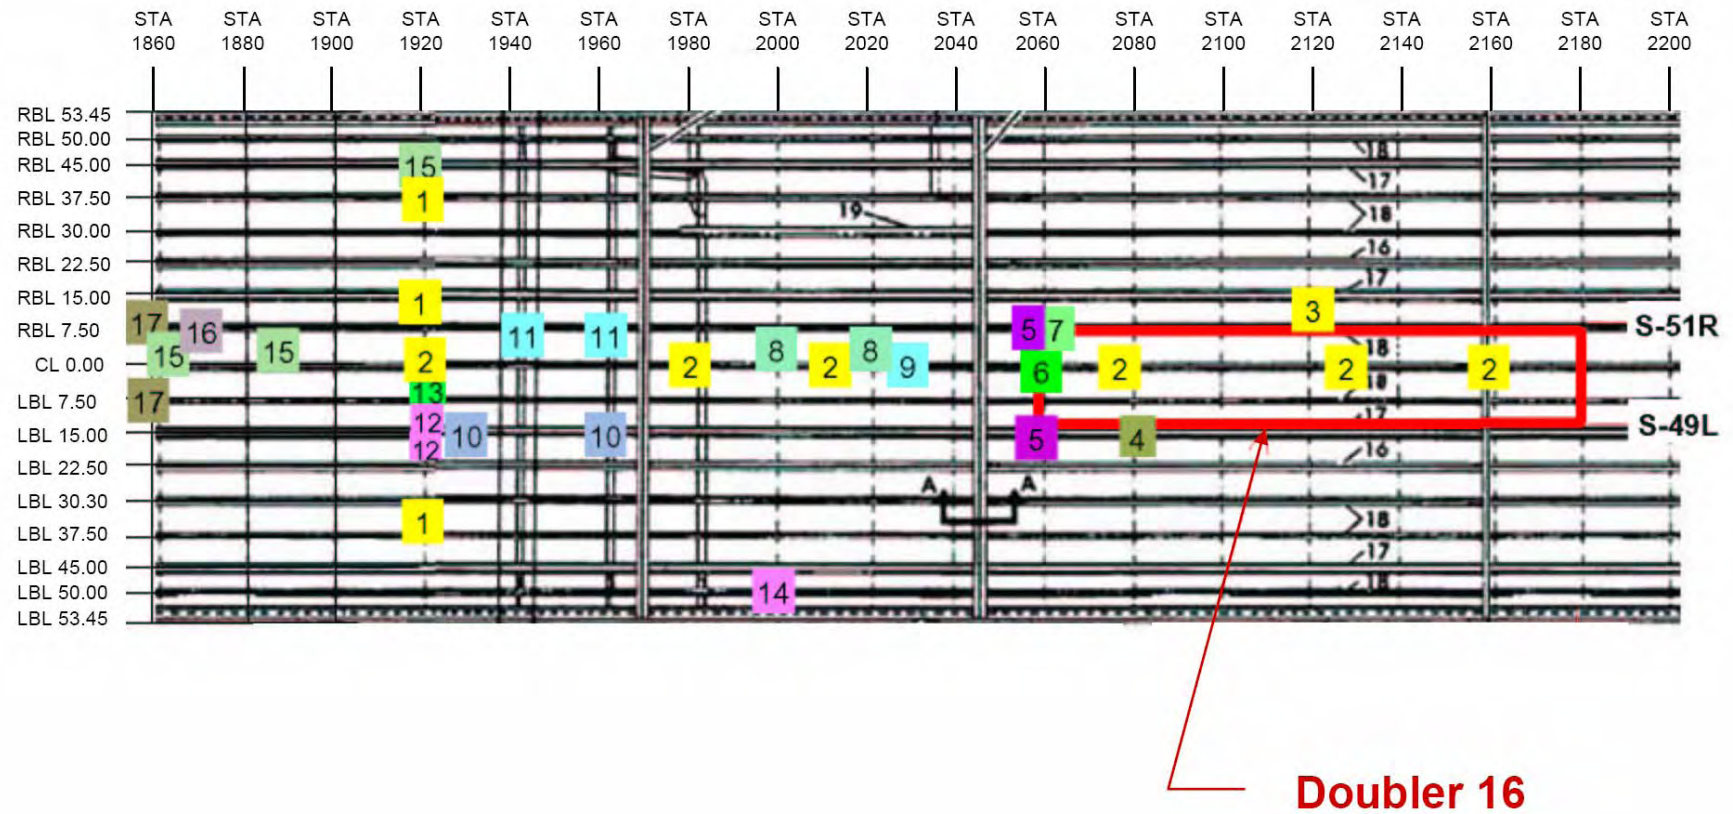 STA STA STA STA STA STA STA STA STA STA STA STA STA STA STA STA STA STA
1860 1880 1900 1920 1940 1960 1980 2000 2020 2040 2060 2080 2100 2120 2140 2160 2180 2200
RBL 53.45
RBL 50.00
18
RBL 45.00 15
17
RBL 37.50 1
19 18
RBL 30.00
16
RBL 22.50
17
RBL 15.00 1 3
17 16 11 11 5 7 S-51R
RBL 7.50
15 15 8 8 18
CL 0.00 2 2 2 9 6 2 2 2
18
LBL 7.50 17 13
12 17
LBL 15.00 10 10 5 4 S-49L
12 16
LBL 22.50
A A
LBL 30.30
1 18
LBL 37.50
17
LBL 45.00
18
LBL 50.00 14
LBL 53.45
Doubler 16